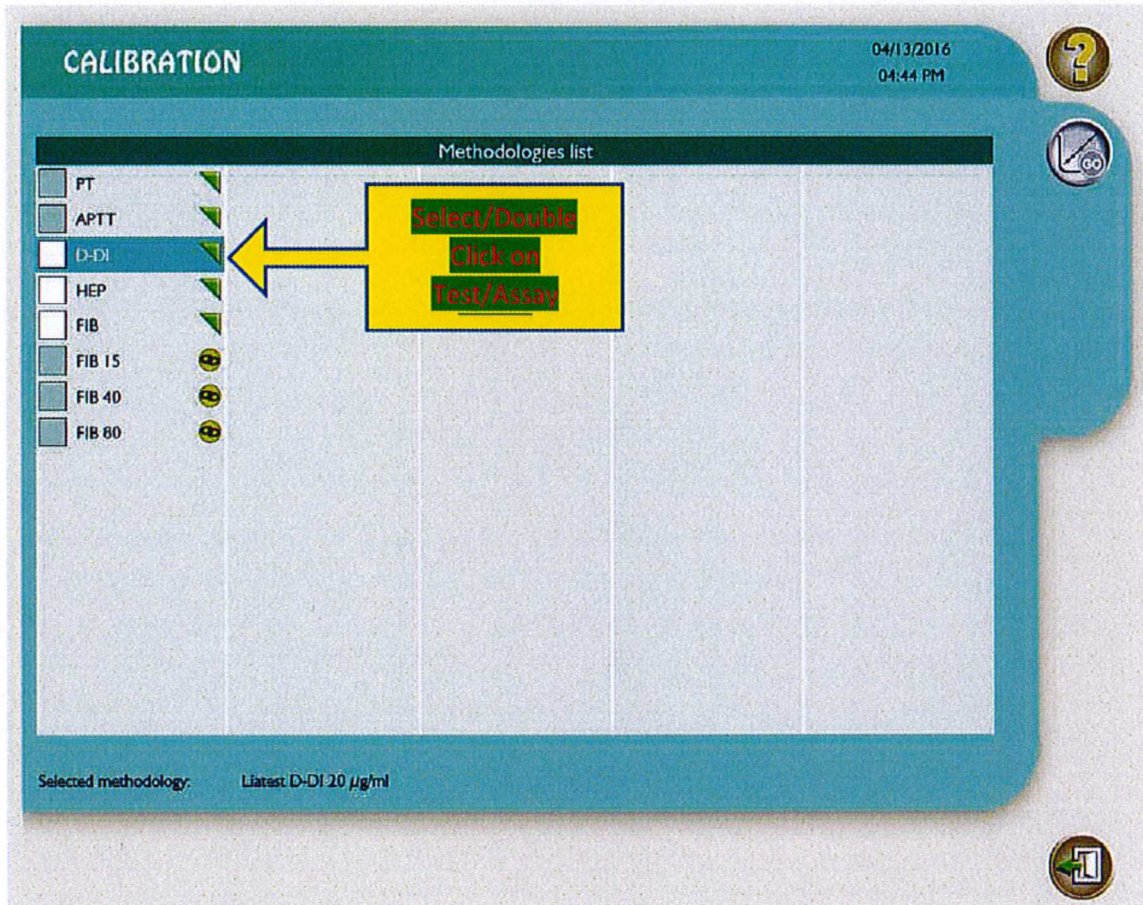 CALIBRATION
04/13/2016
04:44 PM
Methodologies list
PT
APTT
D-DI
HEP
FIB
FIB 15
FIB 40
FIB 80
Select/Double
Click on
Test/Assay
GO
Selected methodology: Liatest D-DI 20 µg/ml